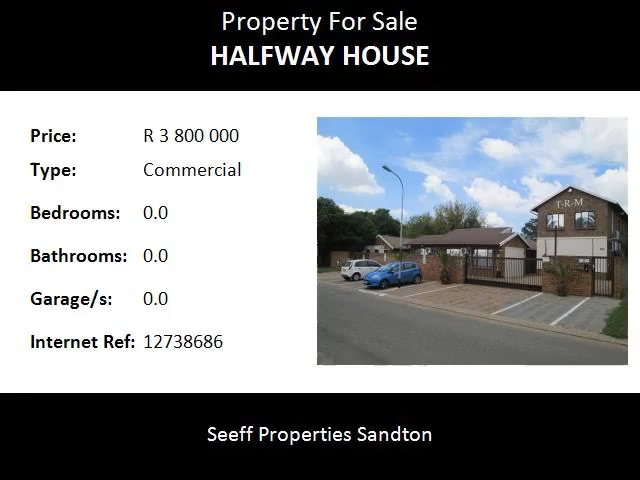 Property For Sale
HALFWAY HOUSE
Price: R 3 800 000
Type: Commercial
Bedrooms: 0.0
Bathrooms: 0.0
Garage/s: 0.0
Internet Ref: 12738686
T-R-M
Seeff Properties Sandton